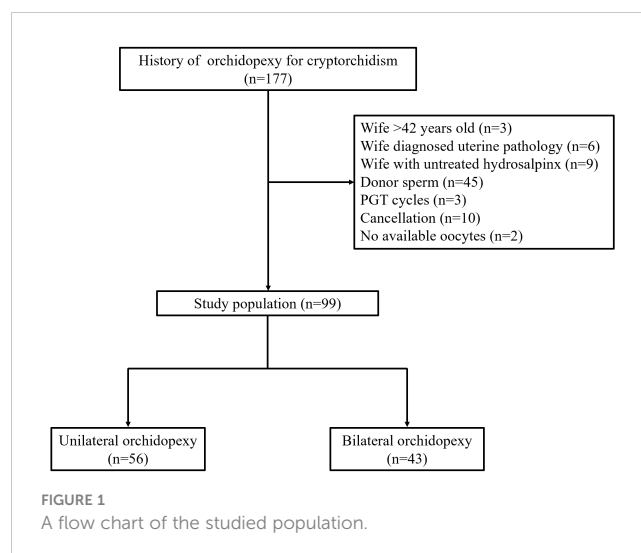 History of orchidopexy for cryptorchidism
(n=177)
Wife >42 years old (n=3)
Wife diagnosed uterine pathology (n=6)
Wife with untreated hydrosalpinx (n=9)
Donor sperm (n=45)
PGT cycles (n=3)
Cancellation (n=10)
No available oocytes (n=2)
Study population (n=99)
Unilateral orchidopexy
(n=56)
Bilateral orchidopexy
(n=43)
FIGURE 1
A flow chart of the studied population.